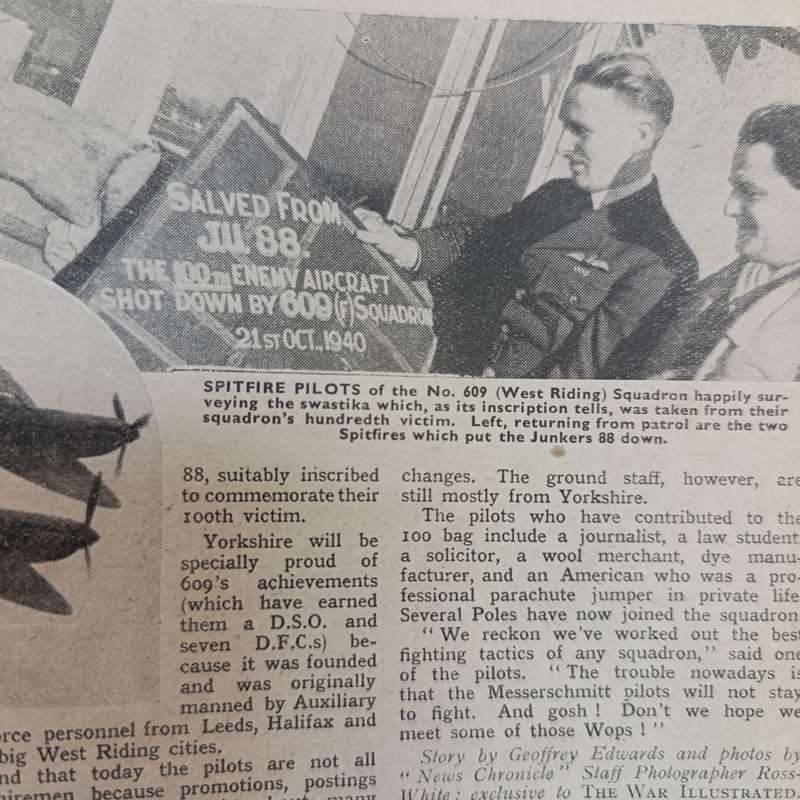 SALVED FROM
JU 88.
THE 100TH ENEMY AIRCRAFT
SHOT DOWN BY 609 (F) SQUADRON
21ST OCT. 1940
SPITFIRE PILOTS of the No. 609 (West Riding) Squadron happily sur-
veying the swastika which, as its inscription tells, was taken from their
squadron's hundredth victim. Left, returning from patrol are the two
Spitfires which put the Junkers 88 down.
88, suitably inscribed
to commemorate their
100th victim.
Yorkshire will be
specially proud of
609's achievements
(which have earned
them a D.S.O. and
seven D.F.C.s) be-
cause it was founded
and was originally
manned by Auxiliary
orce personnel from Leeds, Halifax and
big West Riding cities.
nd that today the pilots are not all
hiremen because promotions, postings
many
changes. The ground staff, however, are
still mostly from Yorkshire.
The pilots who have contributed to the
100 bag include a journalist, a law student
a solicitor, a wool merchant, dye manu-
facturer, and an American who was a pro-
fessional parachute jumper in private life
Several Poles have now joined the squadron
" We reckon we've worked out the best
fighting tactics of any squadron," said one
of the pilots. " The trouble nowadays is
that the Messerschmitt pilots will not stay
to fight. And gosh ! Don't we hope we
meet some of those Wops ! "
Story by Geoffrey Edwards and photos by
" News Chronicle " Staff Photographer Ross-
White ; exclusive to THE WAR ILLUSTRATED.